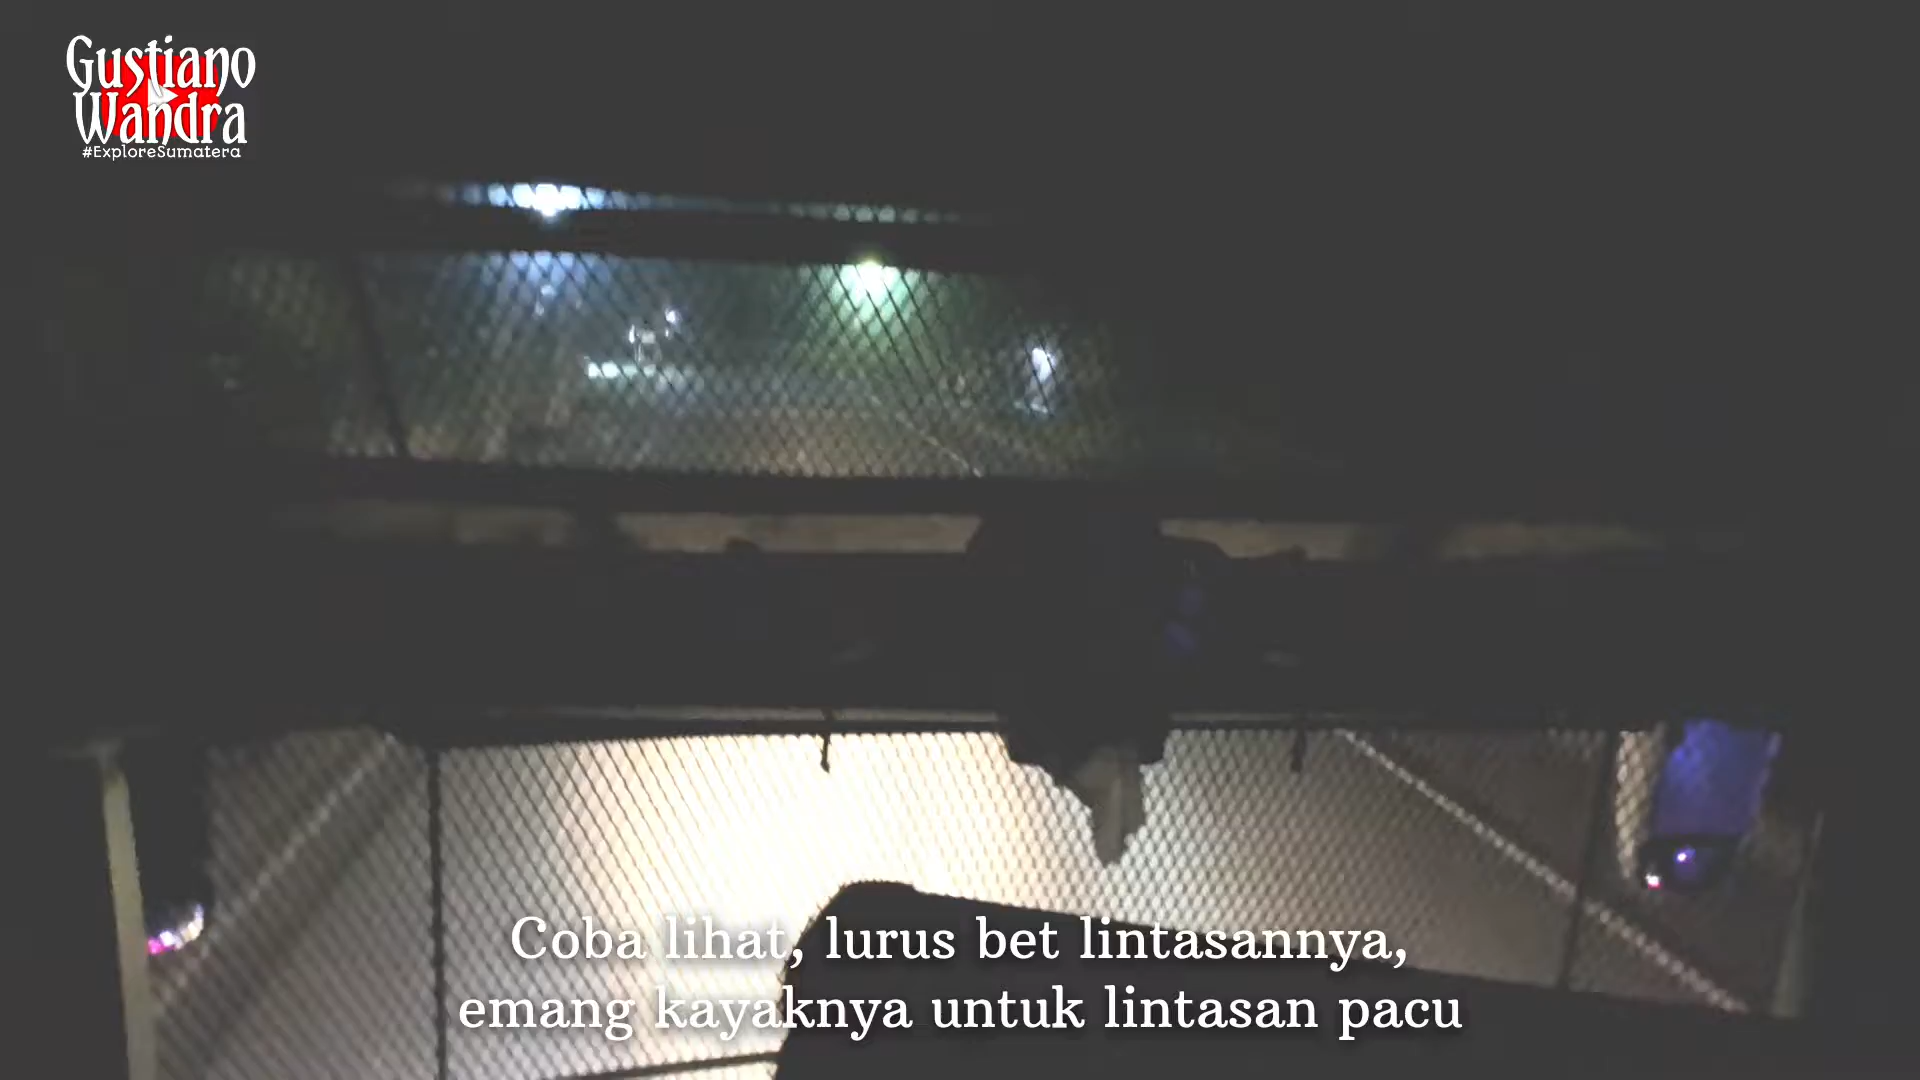 Gustiano
Wandra
#ExploreSumatera
Coba lihat, lurus bet lintasannya,
emang kayaknya untuk lintasan pacu